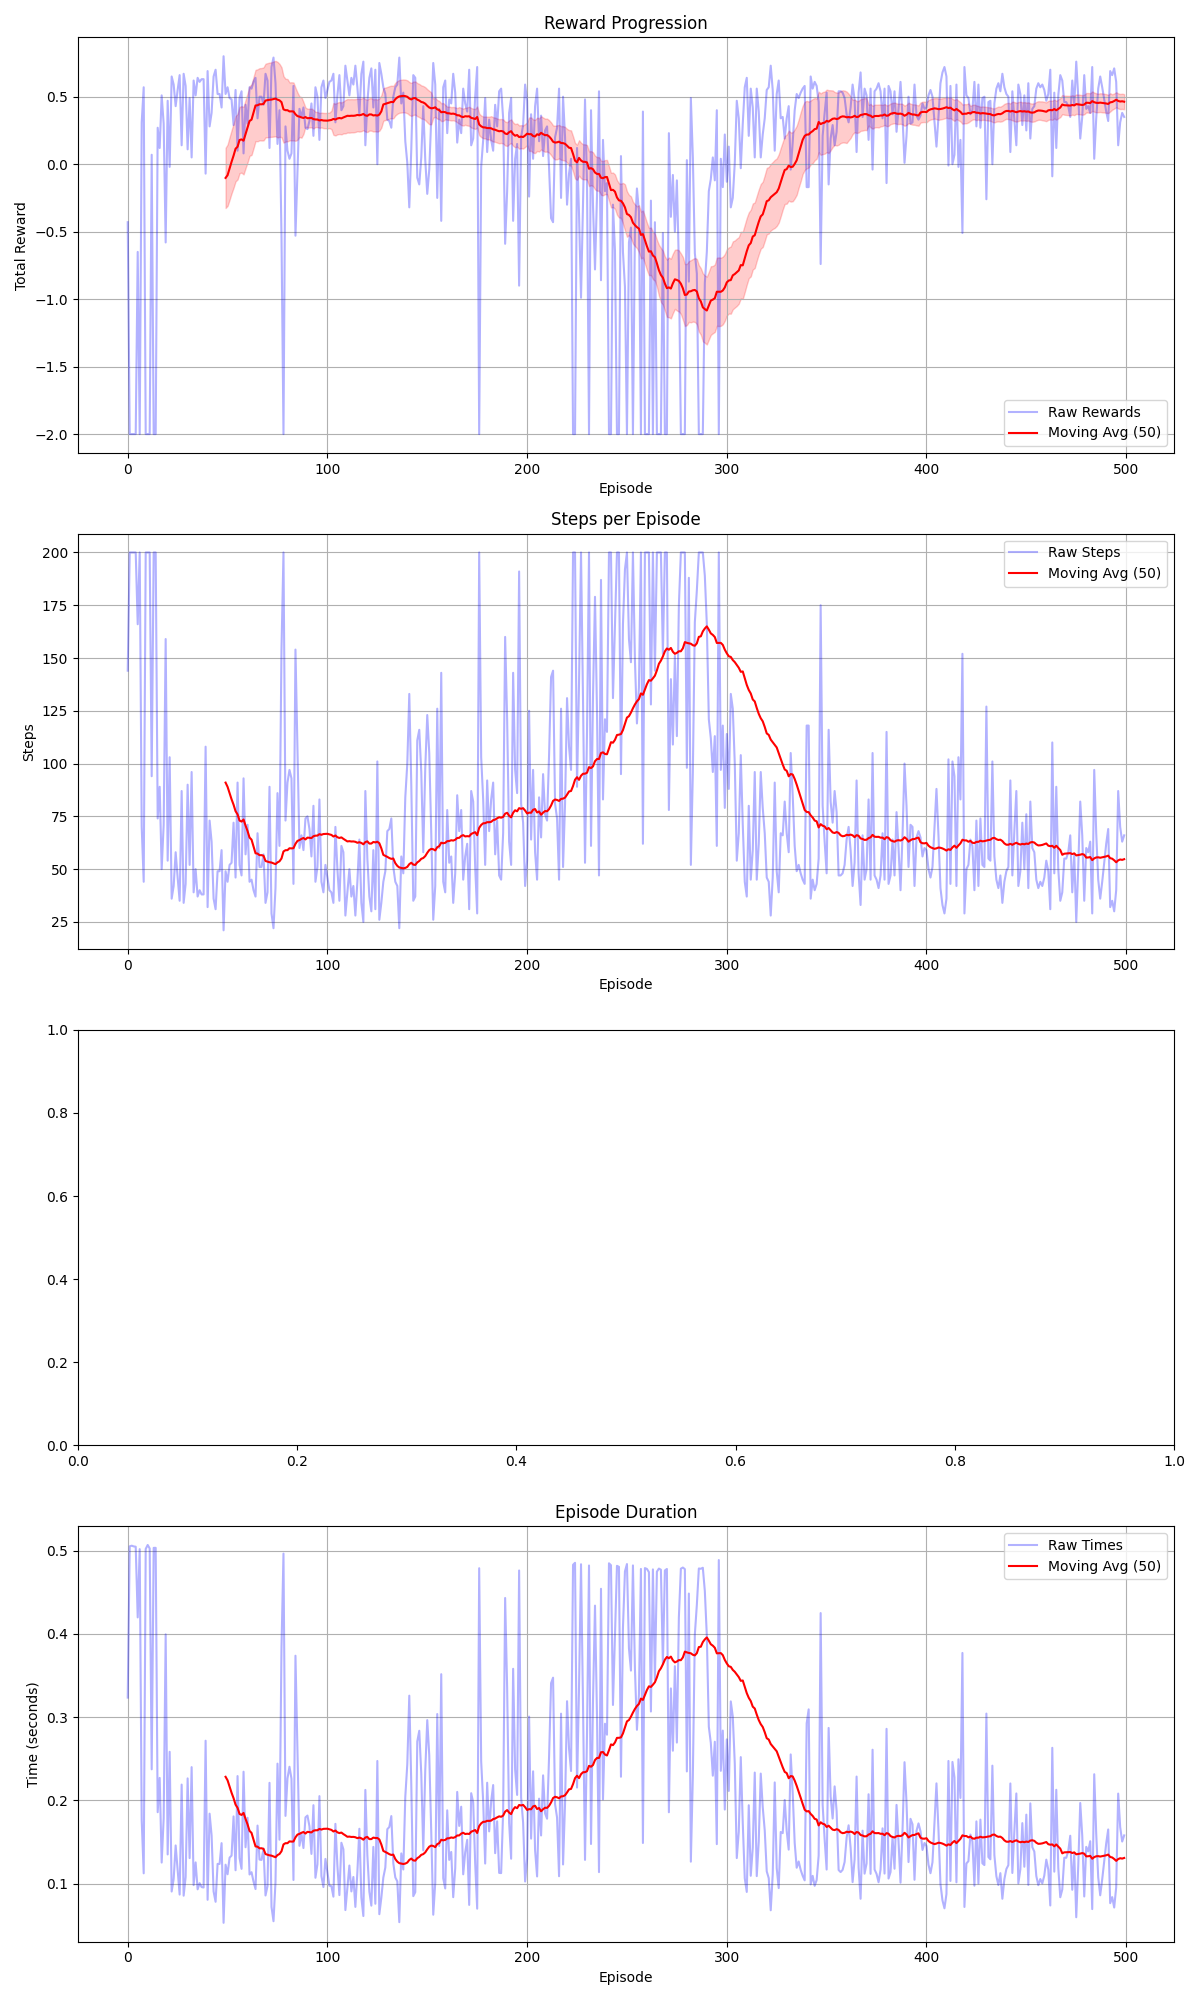 Reward Progression
0.5
0.0
−0.5
−1.0
−1.5
−2.0
Total Reward
Raw Rewards
Moving Avg (50)
0 100 200 300 400 500
Episode
Steps per Episode
200
175
150
125
100
75
50
25
Steps
Raw Steps
Moving Avg (50)
0 100 200 300 400 500
Episode
1.0
0.8
0.6
0.4
0.2
0.0
0.0 0.2 0.4 0.6 0.8 1.0
Episode Duration
0.5
0.4
0.3
0.2
0.1
Time (seconds)
Raw Times
Moving Avg (50)
0 100 200 300 400 500
Episode